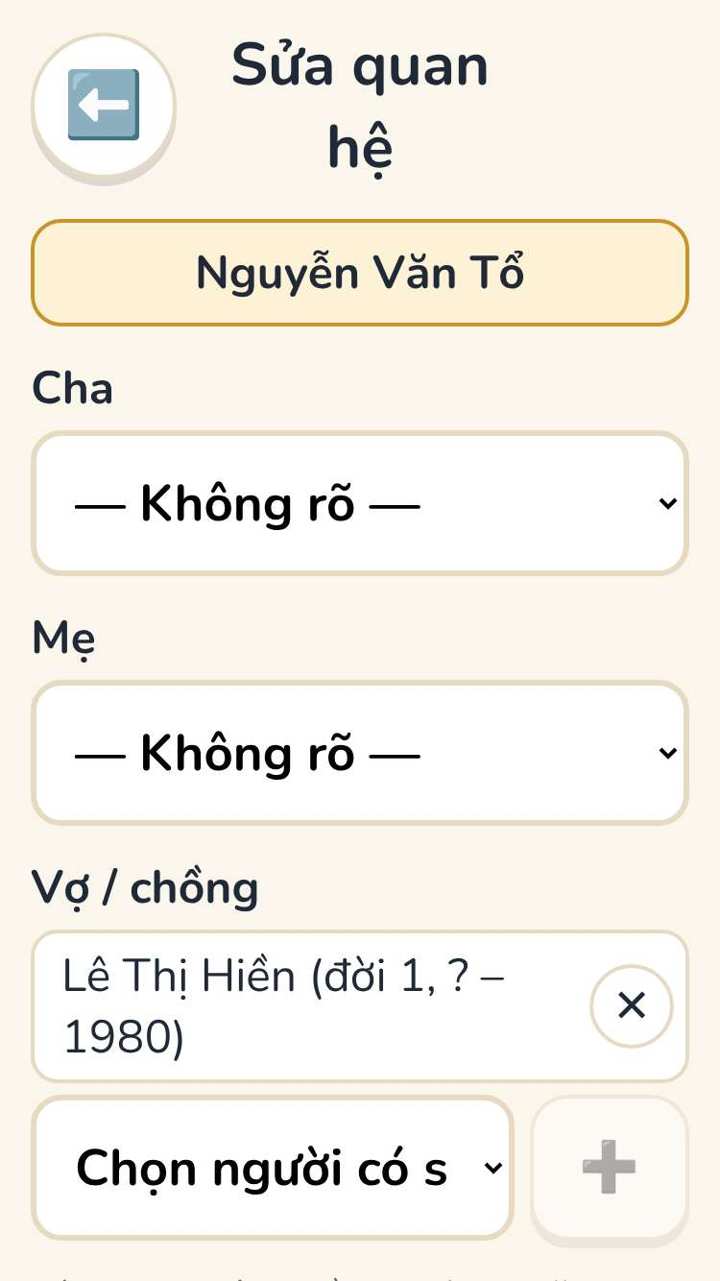 Sửa quan
hệ
Nguyễn Văn Tổ
Cha
— Không rõ —
Mẹ
— Không rõ —
Vợ / chồng
Lê Thị Hiền (đời 1, ? –
1980)
Chọn người có s